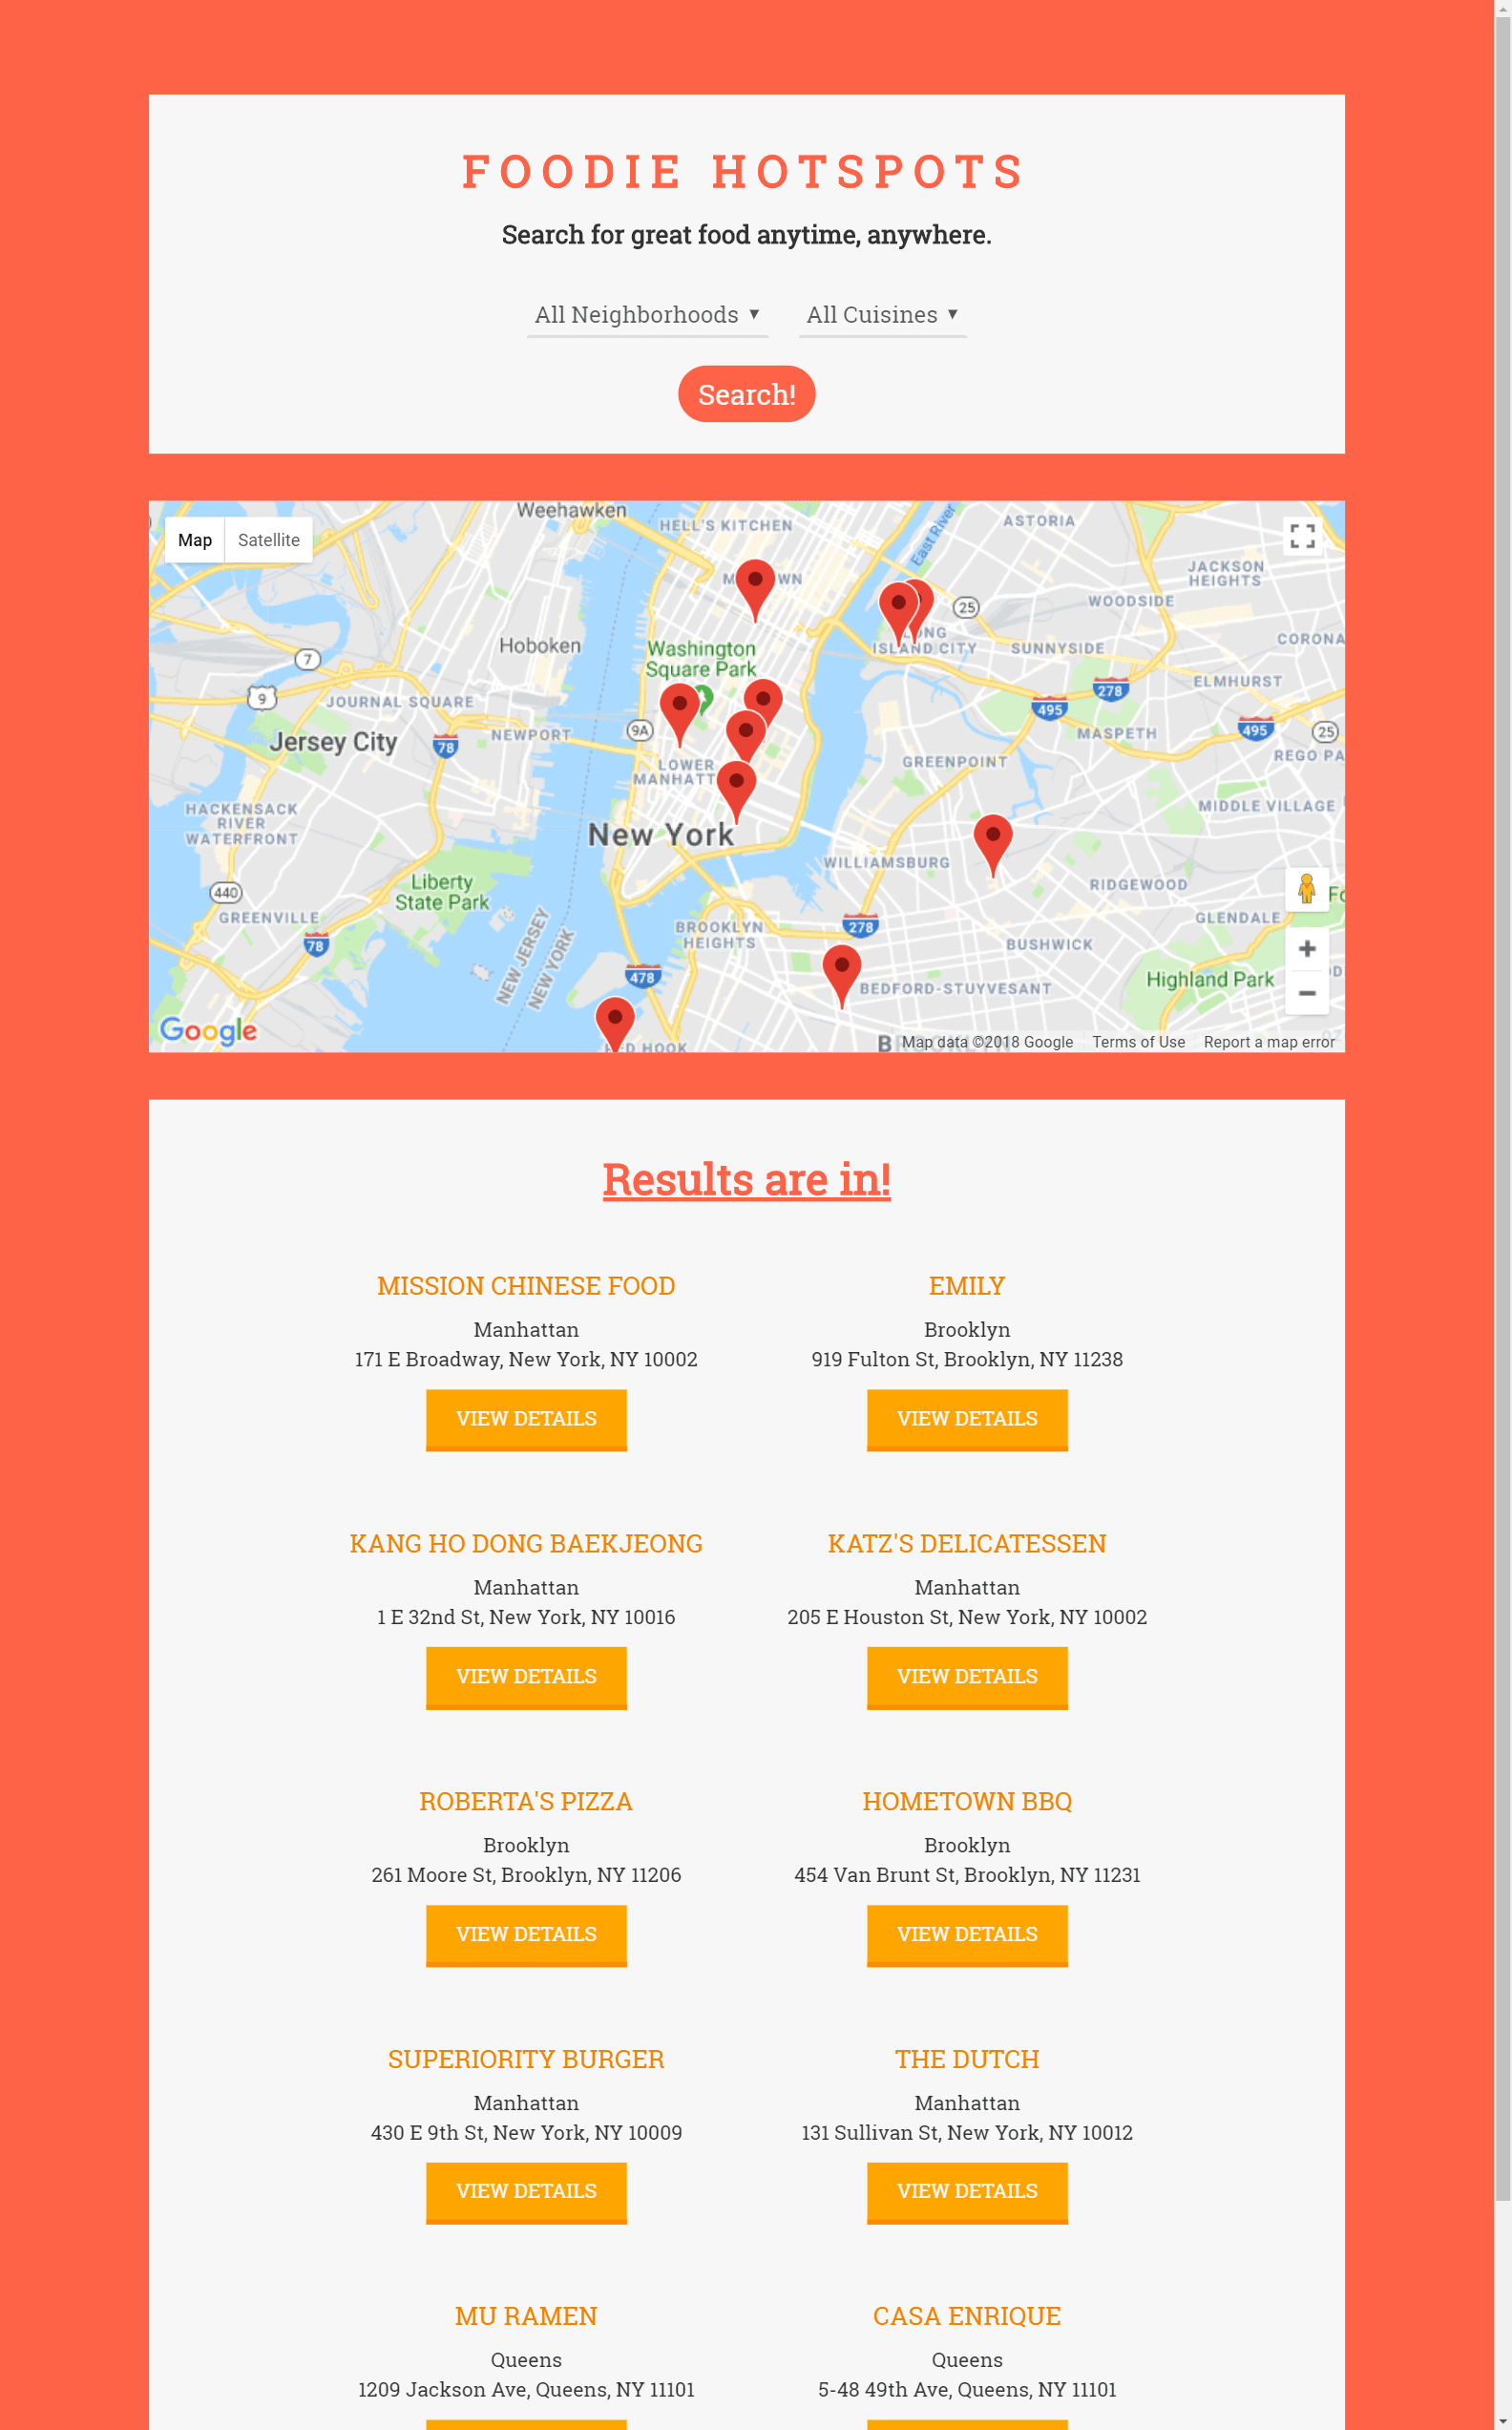 FOODIE HOTSPOTS
Search for great food anytime, anywhere.
All Neighborhoods ▼ All Cuisines ▼
Search!
Map Satellite
Weehawken
HELL'S KITCHEN
East River
ASTORIA
JACKSON
HEIGHTS
WOODSIDE
25
ISLAND CITY
SUNNYSIDE
CORONA
Hoboken
Washington
Square Park
7
9
JOURNAL SQUARE
ELMHURST
278
495
495
25
9A
NEWPORT
78
Jersey City
MASPETH
REGO PA
LOWER
MANHATT
GREENPOINT
HACKENSACK
RIVER
WATERFRONT
MIDDLE VILLAGE
New York
WILLIAMSBURG
RIDGEWOOD
Liberty
State Park
440
GREENVILLE
78
BROOKLYN
HEIGHTS
278
GLENDALE
BUSHWICK
NEW JERSEY
NEW YORK
478
BEDFORD-STUYVESANT
Highland Park
Google
D HOOK
Map data ©2018 Google Terms of Use Report a map error
Results are in!
MISSION CHINESE FOOD
Manhattan
171 E Broadway, New York, NY 10002
VIEW DETAILS
EMILY
Brooklyn
919 Fulton St, Brooklyn, NY 11238
VIEW DETAILS
KANG HO DONG BAEKJEONG
Manhattan
1 E 32nd St, New York, NY 10016
VIEW DETAILS
KATZ'S DELICATESSEN
Manhattan
205 E Houston St, New York, NY 10002
VIEW DETAILS
ROBERTA'S PIZZA
Brooklyn
261 Moore St, Brooklyn, NY 11206
VIEW DETAILS
HOMETOWN BBQ
Brooklyn
454 Van Brunt St, Brooklyn, NY 11231
VIEW DETAILS
SUPERIORITY BURGER
Manhattan
430 E 9th St, New York, NY 10009
VIEW DETAILS
THE DUTCH
Manhattan
131 Sullivan St, New York, NY 10012
VIEW DETAILS
MU RAMEN
Queens
1209 Jackson Ave, Queens, NY 11101
CASA ENRIQUE
Queens
5-48 49th Ave, Queens, NY 11101